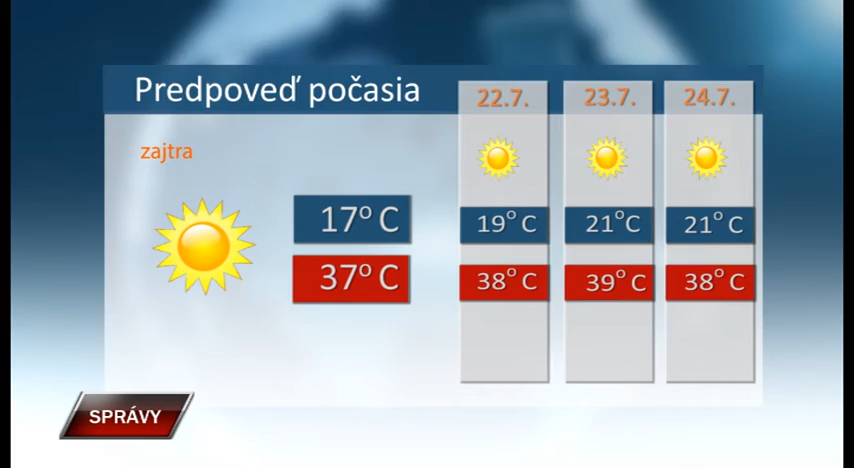 Predpoveď počasia
zajtra
17° C
37° C
22.7.
19° C
38° C
23.7.
21°C
39° C
24.7.
21° C
38° C
SPRÁVY